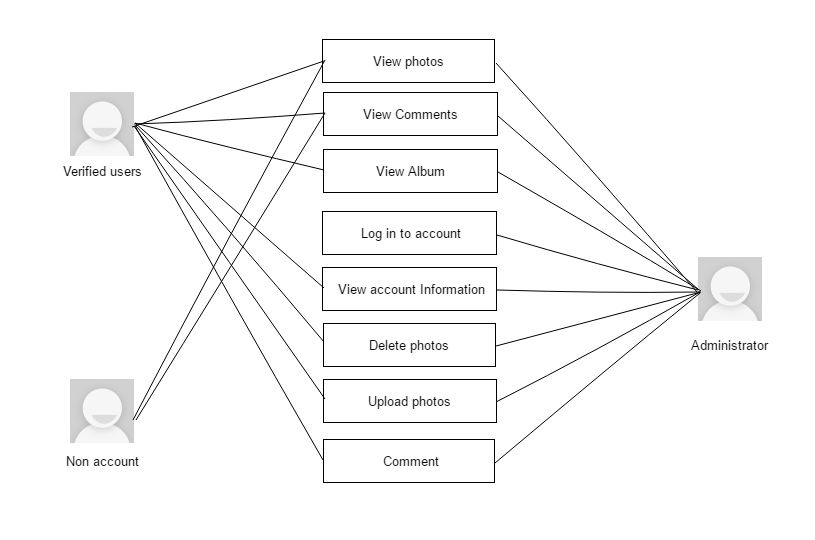 View photos
View Comments
Verified users
View Album
Log in to account
View account Information
Delete photos
Administrator
Upload photos
Non account
Comment